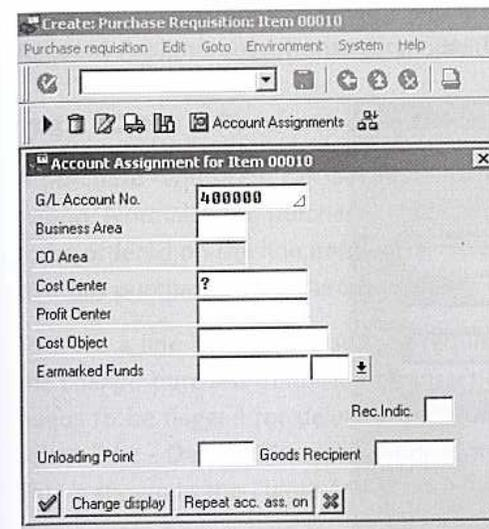 Create: Purchase Requisition: Item 00010
Purchase requisition Edit Goto Environment System Help
Account Assignments
Account Assignment for Item 00010
G/L Account No. 400000
Business Area
CO Area
Cost Center ?
Profit Center
Cost Object
Earmarked Funds
Rec.Indic.
Unloading Point Goods Recipient
Change display Repeat acc. ass. on